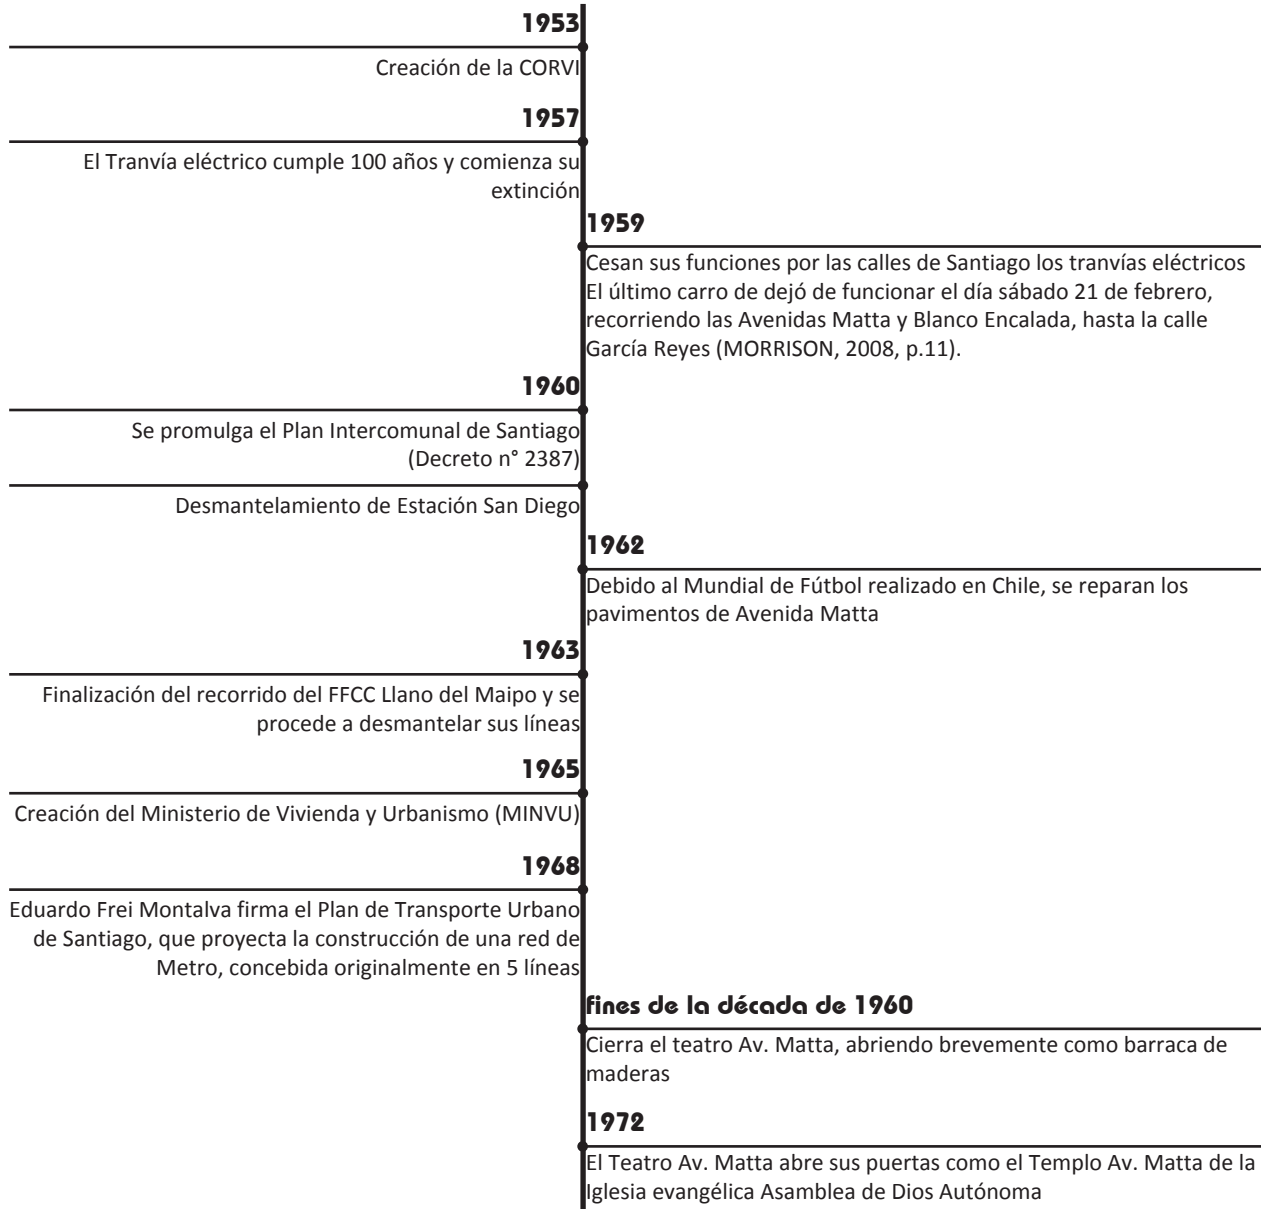 1953
Creación de la CORVI
1957
El Tranvía eléctrico cumple 100 años y comienza su
extinción
1959
Cesan sus funciones por las calles de Santiago los tranvías eléctricos
El último carro de dejó de funcionar el día sábado 21 de febrero,
recorriendo las Avenidas Matta y Blanco Encalada, hasta la calle
García Reyes (MORRISON, 2008, p.11).
1960
Se promulga el Plan Intercomunal de Santiago
(Decreto n° 2387)
Desmantelamiento de Estación San Diego
1962
Debido al Mundial de Fútbol realizado en Chile, se reparan los
pavimentos de Avenida Matta
1963
Finalización del recorrido del FFCC Llano del Maipo y se
procede a desmantelar sus líneas
1965
Creación del Ministerio de Vivienda y Urbanismo (MINVU)
1968
Eduardo Frei Montalva firma el Plan de Transporte Urbano
de Santiago, que proyecta la construcción de una red de
Metro, concebida originalmente en 5 líneas
fines de la década de 1960
Cierra el teatro Av. Matta, abriendo brevemente como barraca de
maderas
1972
El Teatro Av. Matta abre sus puertas como el Templo Av. Matta de la
Iglesia evangélica Asamblea de Dios Autónoma